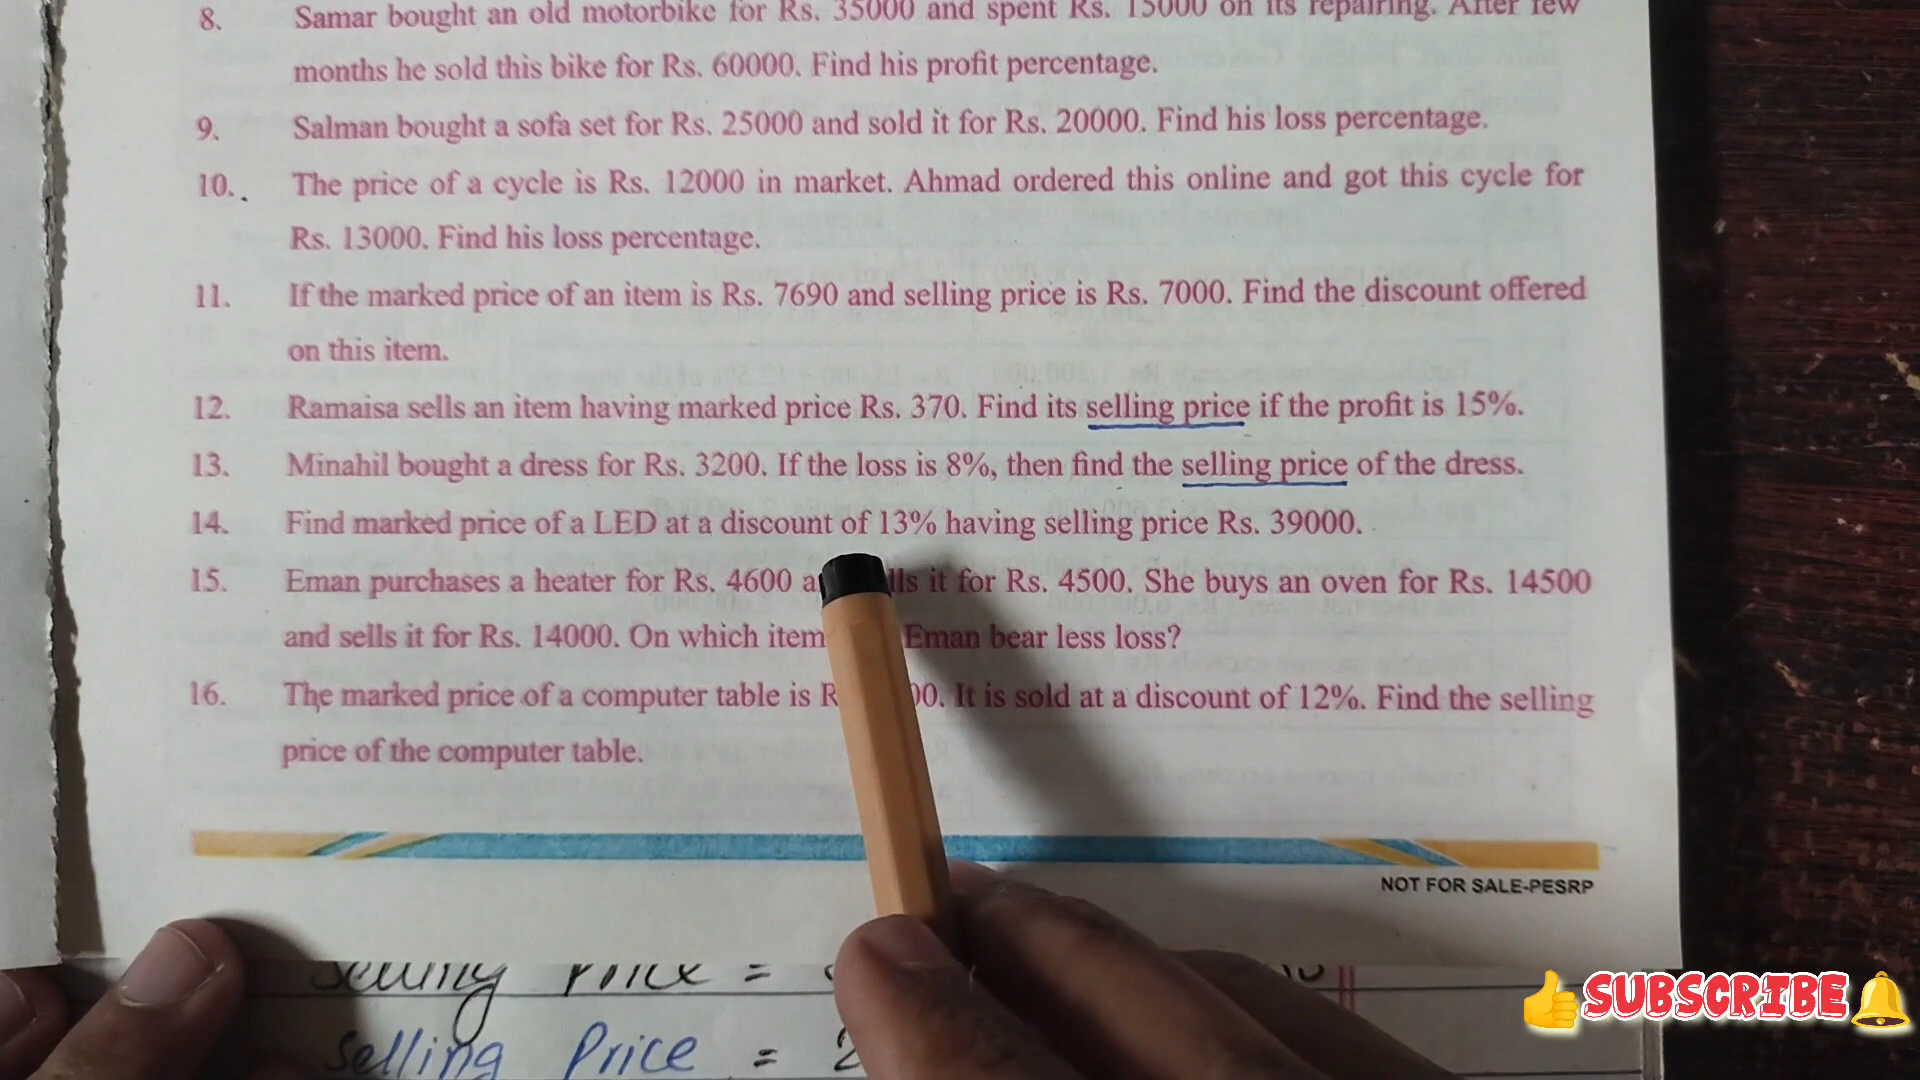 8. Samar bought an old motorbike for Rs. 35000 and spent Rs. 15000 on its repairing. After few
months he sold this bike for Rs. 60000. Find his profit percentage.
9. Salman bought a sofa set for Rs. 25000 and sold it for Rs. 20000. Find his loss percentage.
10. The price of a cycle is Rs. 12000 in market. Ahmad ordered this online and got this cycle for
Rs. 13000. Find his loss percentage.
11. If the marked price of an item is Rs. 7690 and selling price is Rs. 7000. Find the discount offered
on this item.
12. Ramaisa sells an item having marked price Rs. 370. Find its selling price if the profit is 15%.
13. Minahil bought a dress for Rs. 3200. If the loss is 8%, then find the selling price of the dress.
14. Find marked price of a LED at a discount of 13% having selling price Rs. 39000.
15. Eman purchases a heater for Rs. 4600 it for Rs. 4500. She buys an oven for Rs. 14500
and sells it for Rs. 14000. On which item Eman bear less loss?
16. The marked price of a computer table is It is sold at a discount of 12%. Find the selling
price of the computer table.
NOT FOR SALE-PESRP
Selling Price =
Selling Price = 2
SUBSCRIBE